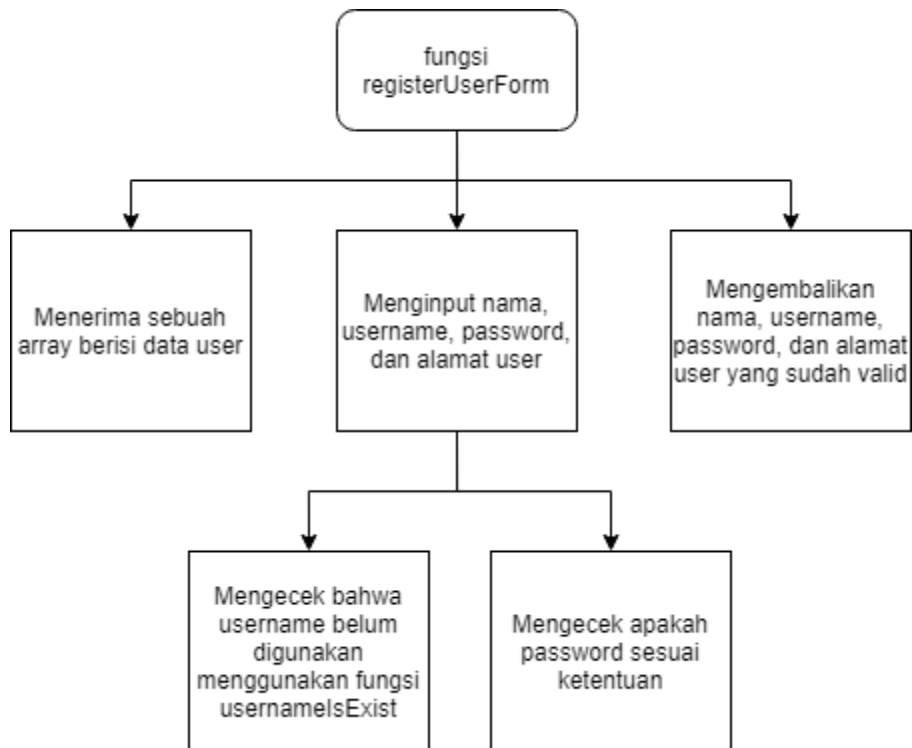 fungsi
registerUserForm
Menerima sebuah
array berisi data user
Menginput nama,
username, password,
dan alamat user
Mengembalikan
nama, username,
password, dan alamat
user yang sudah valid
Mengecek bahwa
username belum
digunakan
menggunakan fungsi
usernameIsExist
Mengecek apakah
password sesuai
ketentuan